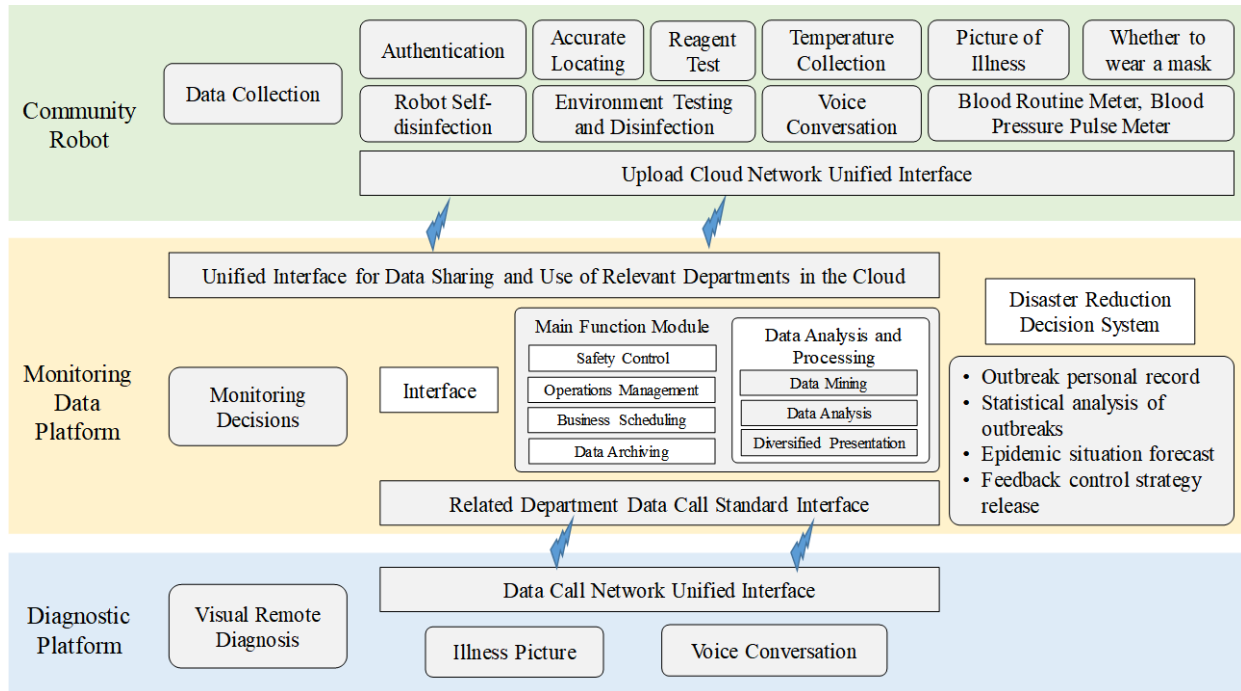 Community
Robot
Data Collection
Authentication
Accurate
Locating
Reagent
Test
Temperature
Collection
Picture of
Illness
Whether to
wear a mask
Robot Self-
disinfection
Environment Testing
and Disinfection
Voice
Conversation
Blood Routine Meter, Blood
Pressure Pulse Meter
Upload Cloud Network Unified Interface
Monitoring
Data
Platform
Unified Interface for Data Sharing and Use of Relevant Departments in the Cloud
Monitoring
Decisions
Interface
Main Function Module
Safety Control
Operations Management
Business Scheduling
Data Archiving
Data Analysis and
Processing
Data Mining
Data Analysis
Diversified Presentation
Related Department Data Call Standard Interface
Disaster Reduction
Decision System
• Outbreak personal record
• Statistical analysis of
outbreaks
• Epidemic situation forecast
• Feedback control strategy
release
Diagnostic
Platform
Visual Remote
Diagnosis
Data Call Network Unified Interface
Illness Picture
Voice Conversation